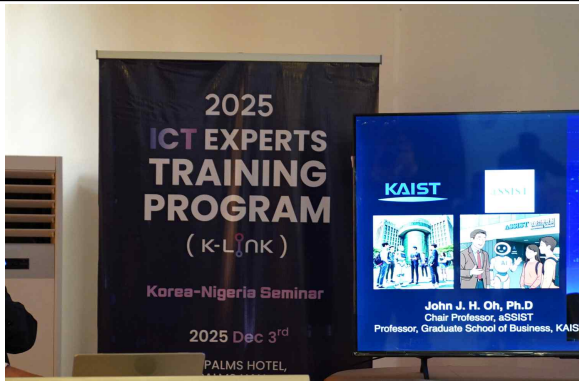 2025
ICT EXPERTS
TRAINING
PROGRAM
( K-LINK )
Korea-Nigeria Seminar
2025 Dec 3rd
PALMS HOTEL,
KAIST
aSSIST
ASSIST
John J. H. Oh, Ph.D
Chair Professor, aSSIST
Professor, Graduate School of Business, KAIS